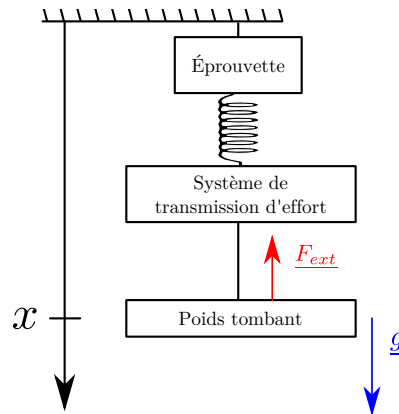 Éprouvette
Système de
transmission d'effort
F_ext
x
Poids tombant
g